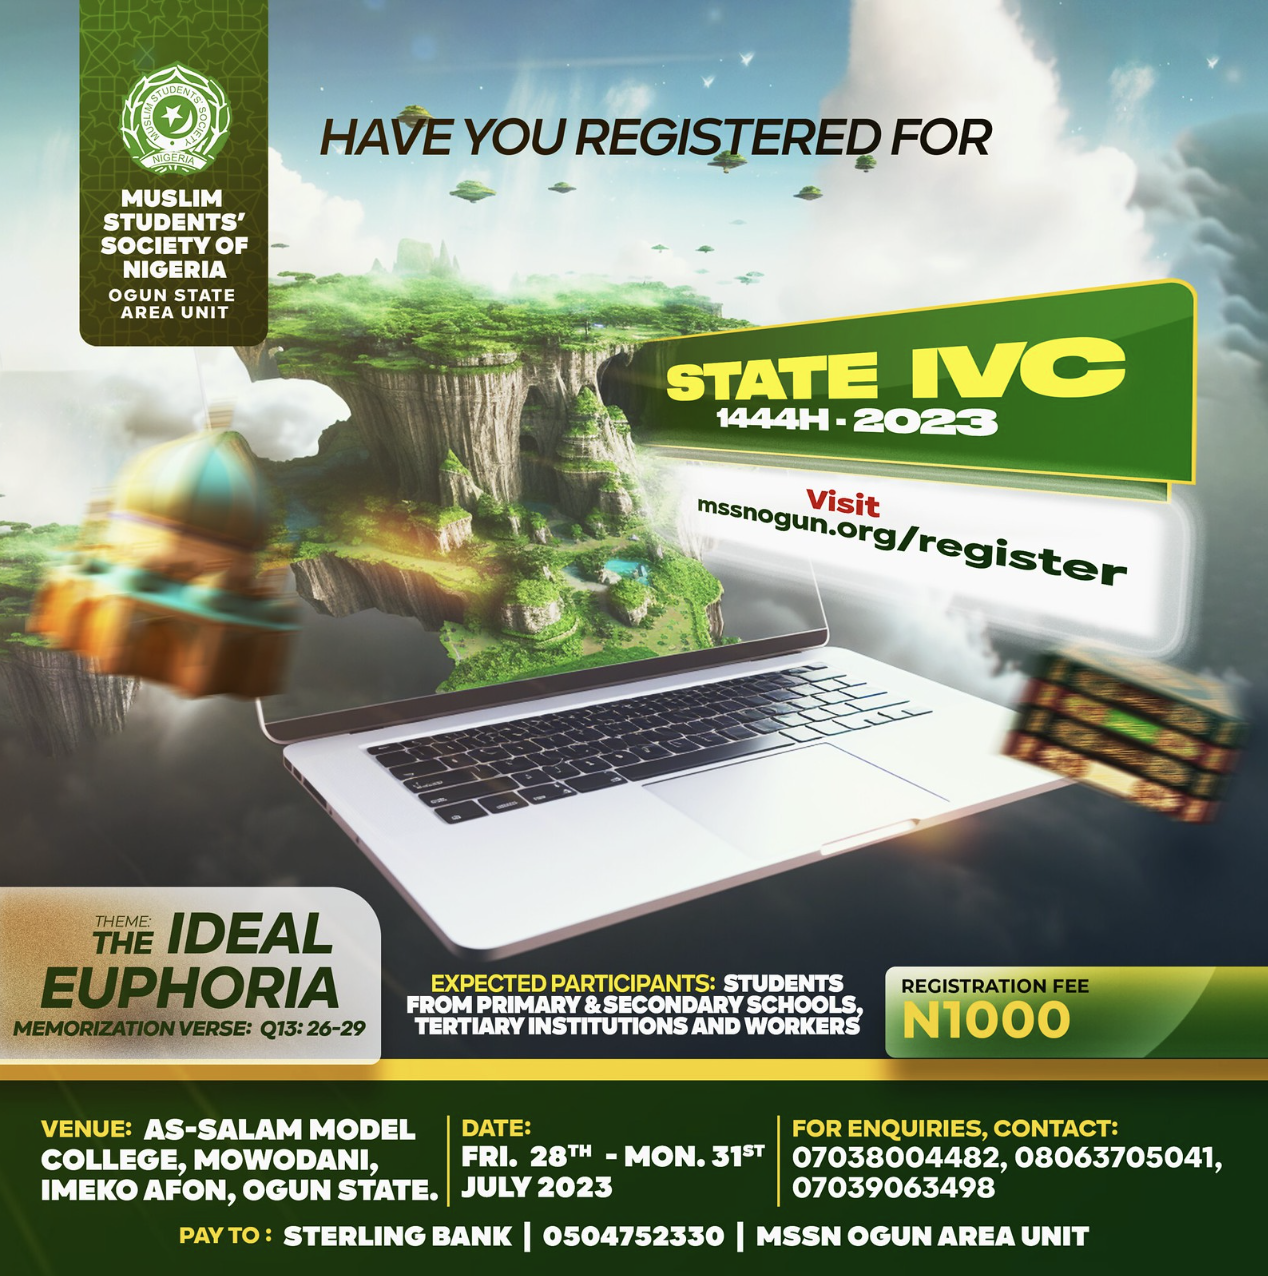 MUSLIM STUDENTS' SOCIETY
NIGERIA
MUSLIM
STUDENTS'
SOCIETY OF
NIGERIA
OGUN STATE
AREA UNIT
HAVE YOU REGISTERED FOR
STATE IVC
1444H - 2023
Visit
mssnogun.org/register
THEME:
THE IDEAL
EUPHORIA
MEMORIZATION VERSE: Q13: 26-29
EXPECTED PARTICIPANTS: STUDENTS
FROM PRIMARY & SECONDARY SCHOOLS,
TERTIARY INSTITUTIONS AND WORKERS
REGISTRATION FEE
N1000
VENUE: AS-SALAM MODEL
COLLEGE, MOWODANI,
IMEKO AFON, OGUN STATE.
DATE:
FRI. 28TH - MON. 31ST
JULY 2023
FOR ENQUIRIES, CONTACT:
07038004482, 08063705041,
07039063498
PAY TO : STERLING BANK | 0504752330 | MSSN OGUN AREA UNIT